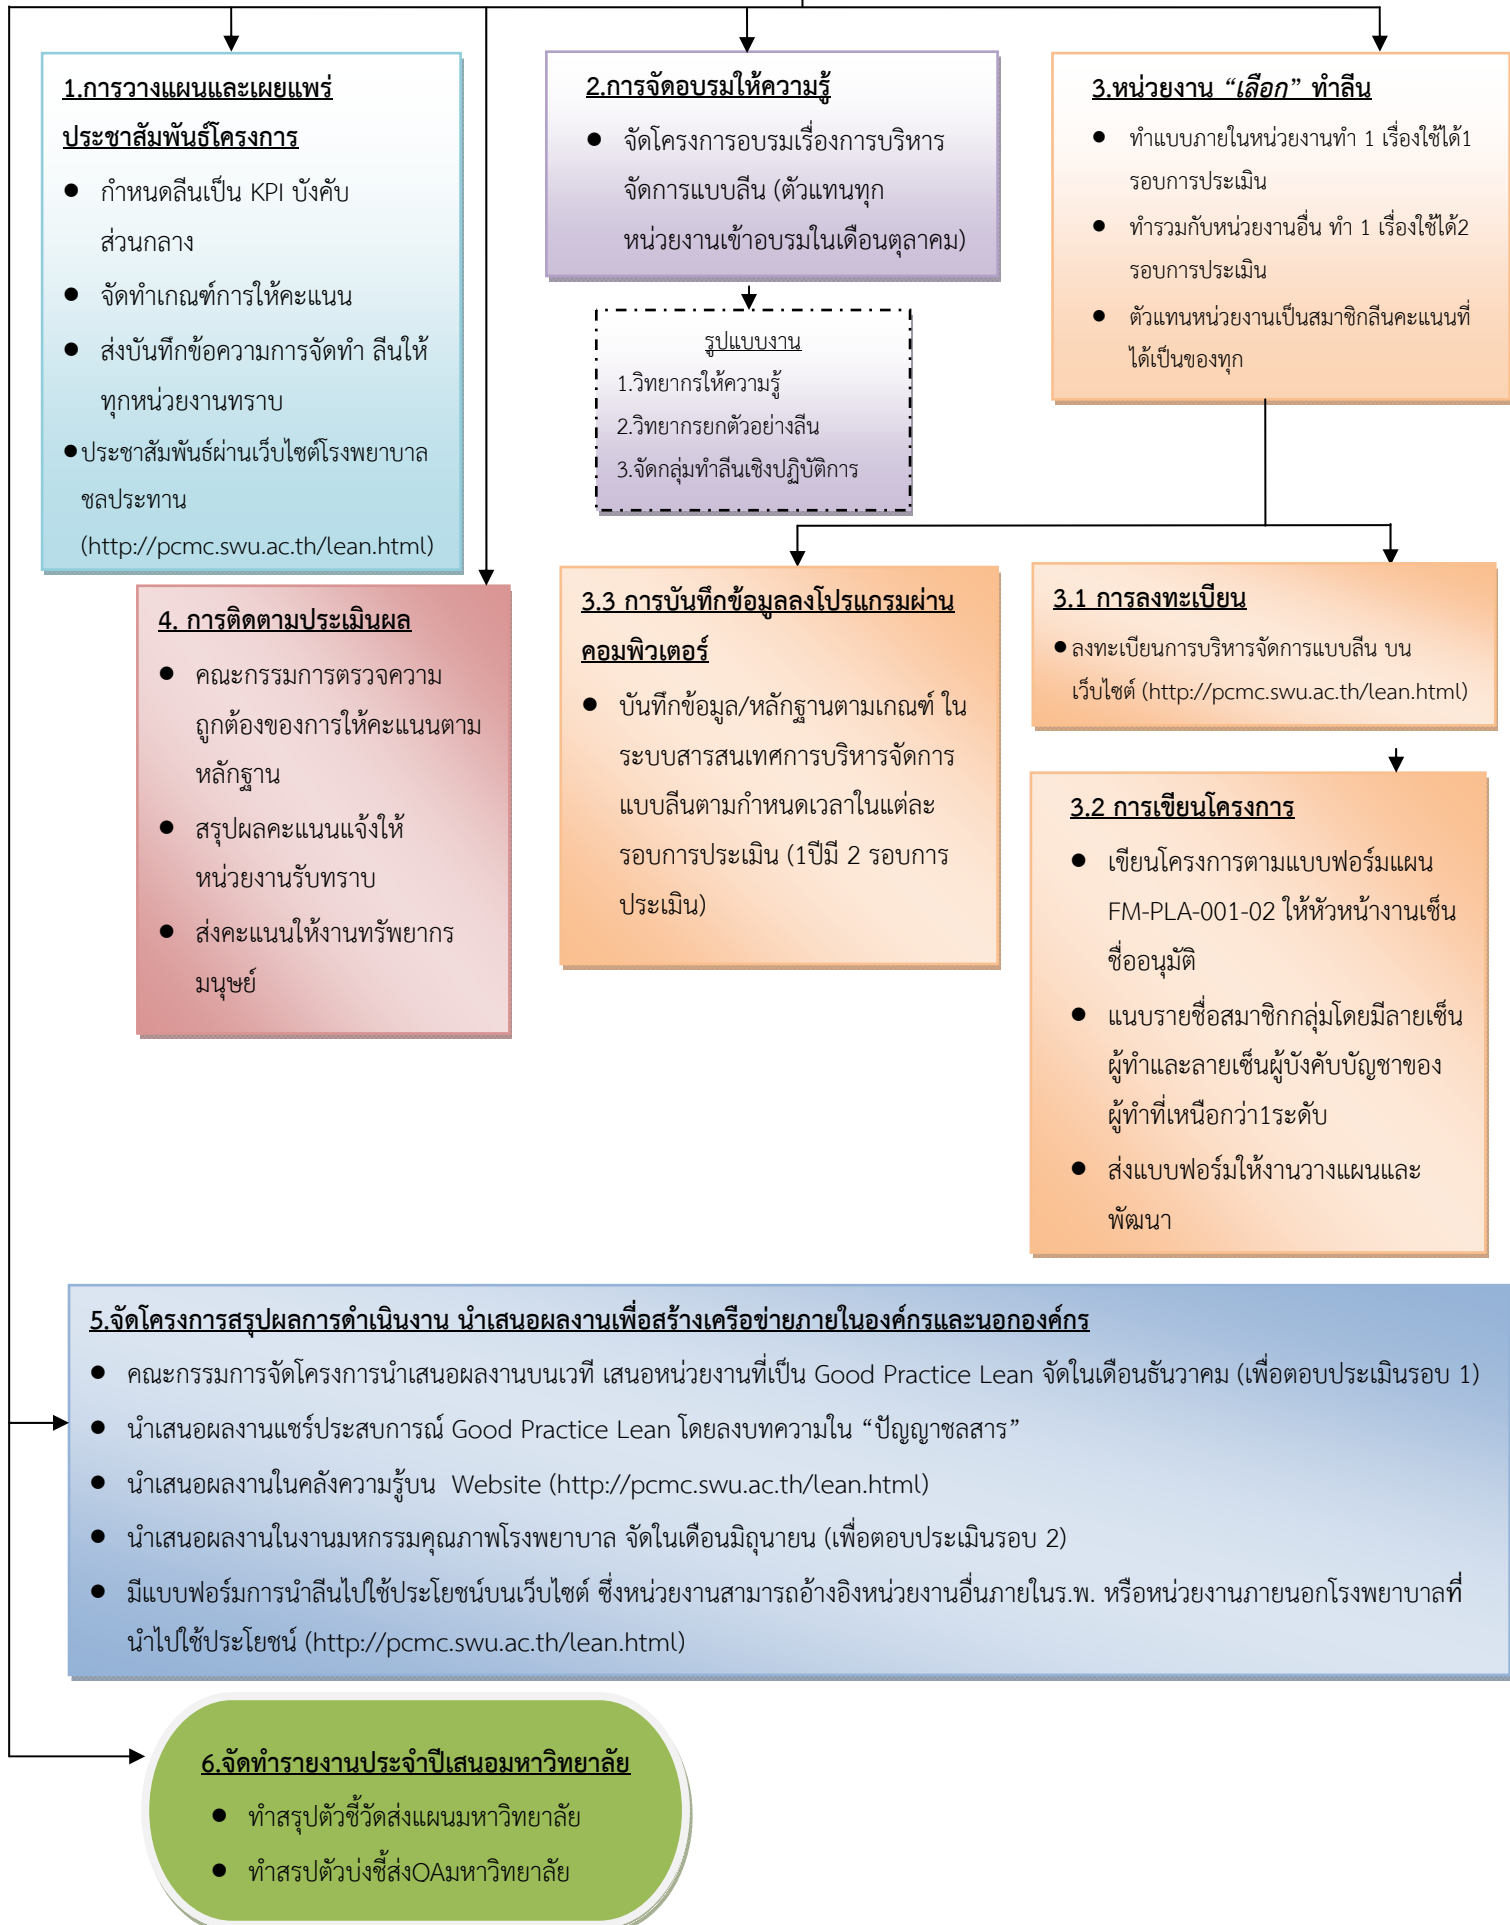 1.การวางแผนและเผยแพร่
ประชาสัมพันธ์โครงการ
● กำหนดลีนเป็น KPI บังคับ
ส่วนกลาง
● จัดทำเกณฑ์การให้คะแนน
● ส่งบันทึกข้อความการจัดทำ ลีนให้
ทุกหน่วยงานทราบ
● ประชาสัมพันธ์ผ่านเว็บไซต์โรงพยาบาล
ชลประทาน
(http://pcmc.swu.ac.th/lean.html)
2.การจัดอบรมให้ความรู้
● จัดโครงการอบรมเรื่องการบริหาร
จัดการแบบลีน (ตัวแทนทุก
หน่วยงานเข้าอบรมในเดือนตุลาคม)
รูปแบบงาน
1.วิทยากรให้ความรู้
2.วิทยากรยกตัวอย่างลีน
3.จัดกลุ่มทำลีนเชิงปฏิบัติการ
3.หน่วยงาน “เลือก” ทำลีน
● ทำแบบภายในหน่วยงานทำ 1 เรื่องใช้ได้1
รอบการประเมิน
● ทำรวมกับหน่วยงานอื่น ทำ 1 เรื่องใช้ได้2
รอบการประเมิน
● ตัวแทนหน่วยงานเป็นสมาชิกลีนคะแนนที่
ได้เป็นของทุก
4. การติดตามประเมินผล
● คณะกรรมการตรวจความ
ถูกต้องของการให้คะแนนตาม
หลักฐาน
● สรุปผลคะแนนแจ้งให้
หน่วยงานรับทราบ
● ส่งคะแนนให้งานทรัพยากร
มนุษย์
3.3 การบันทึกข้อมูลลงโปรแกรมผ่าน
คอมพิวเตอร์
● บันทึกข้อมูล/หลักฐานตามเกณฑ์ ใน
ระบบสารสนเทศการบริหารจัดการ
แบบลีนตามกำหนดเวลาในแต่ละ
รอบการประเมิน (1ปีมี 2 รอบการ
ประเมิน)
3.1 การลงทะเบียน
● ลงทะเบียนการบริหารจัดการแบบลีน บน
เว็บไซต์ (http://pcmc.swu.ac.th/lean.html)
3.2 การเขียนโครงการ
● เขียนโครงการตามแบบฟอร์มแผน
FM-PLA-001-02 ให้หัวหน้างานเซ็น
ชื่ออนุมัติ
● แนบรายชื่อสมาชิกกลุ่มโดยมีลายเซ็น
ผู้ทำและลายเซ็นผู้บังคับบัญชาของ
ผู้ทำที่เหนือกว่า1ระดับ
● ส่งแบบฟอร์มให้งานวางแผนและ
พัฒนา
5.จัดโครงการสรุปผลการดำเนินงาน นำเสนอผลงานเพื่อสร้างเครือข่ายภายในองค์กรและนอกองค์กร
● คณะกรรมการจัดโครงการนำเสนอผลงานบนเวที เสนอหน่วยงานที่เป็น Good Practice Lean จัดในเดือนธันวาคม (เพื่อตอบประเมินรอบ 1)
● นำเสนอผลงานแชร์ประสบการณ์ Good Practice Lean โดยลงบทความใน “ปัญญาชลสาร”
● นำเสนอผลงานในคลังความรู้บน Website (http://pcmc.swu.ac.th/lean.html)
● นำเสนอผลงานในงานมหกรรมคุณภาพโรงพยาบาล จัดในเดือนมิถุนายน (เพื่อตอบประเมินรอบ 2)
● มีแบบฟอร์มการนำลีนไปใช้ประโยชน์บนเว็บไซต์ ซึ่งหน่วยงานสามารถอ้างอิงหน่วยงานอื่นภายในร.พ. หรือหน่วยงานภายนอกโรงพยาบาลที่
นำไปใช้ประโยชน์ (http://pcmc.swu.ac.th/lean.html)
6.จัดทำรายงานประจำปีเสนอมหาวิทยาลัย
● ทำสรุปตัวชี้วัดส่งแผนมหาวิทยาลัย
● ทำสรปตัวบ่งชี้ส่งQAมหาวิทยาลัย